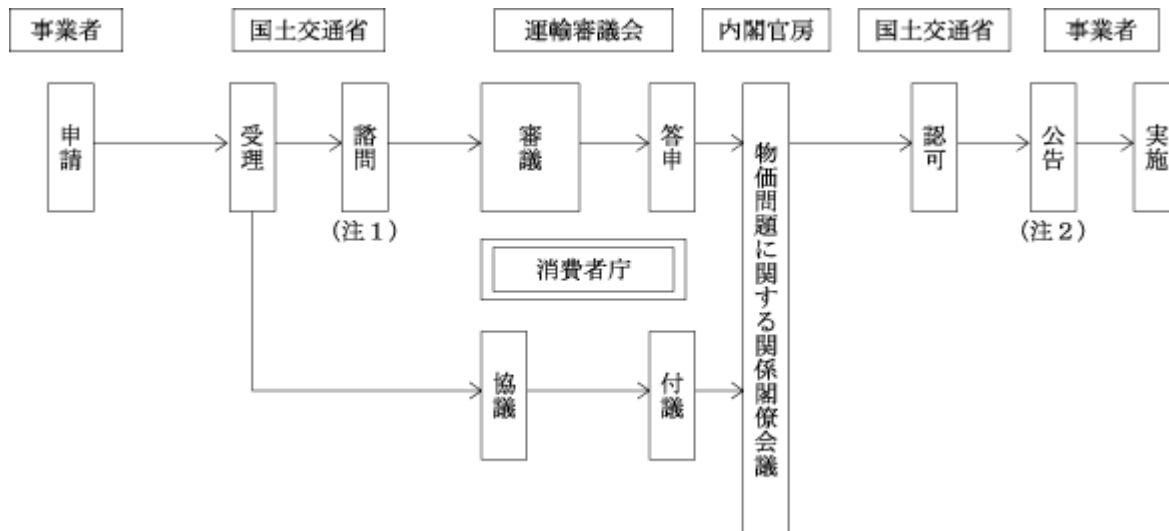 事業者
国土交通省
運輸審議会
内閣官房
国土交通省
事業者
申請
受理
諮問
審議
答申
物価問題に関する関係閣僚会議
認可
公告
実施
(注1)
(注2)
消費者庁
協議
付議